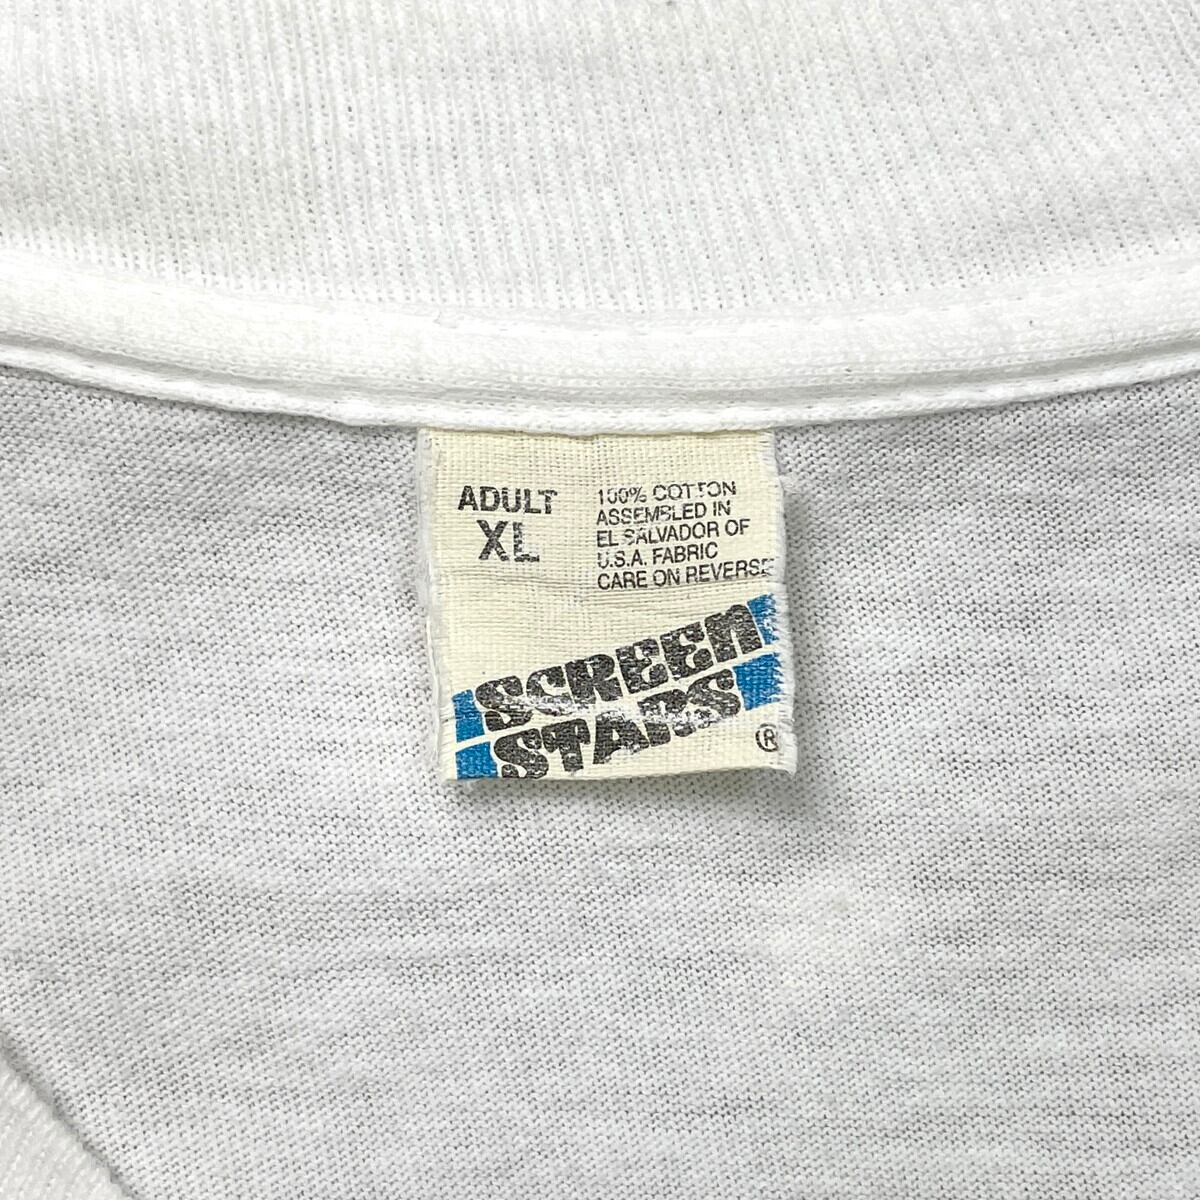 ADULT
XL
100% COTTON
ASSEMBLED IN
EL SALVADOR OF
U.S.A. FABRIC
CARE ON REVERSE
SCREEN
STARS
®